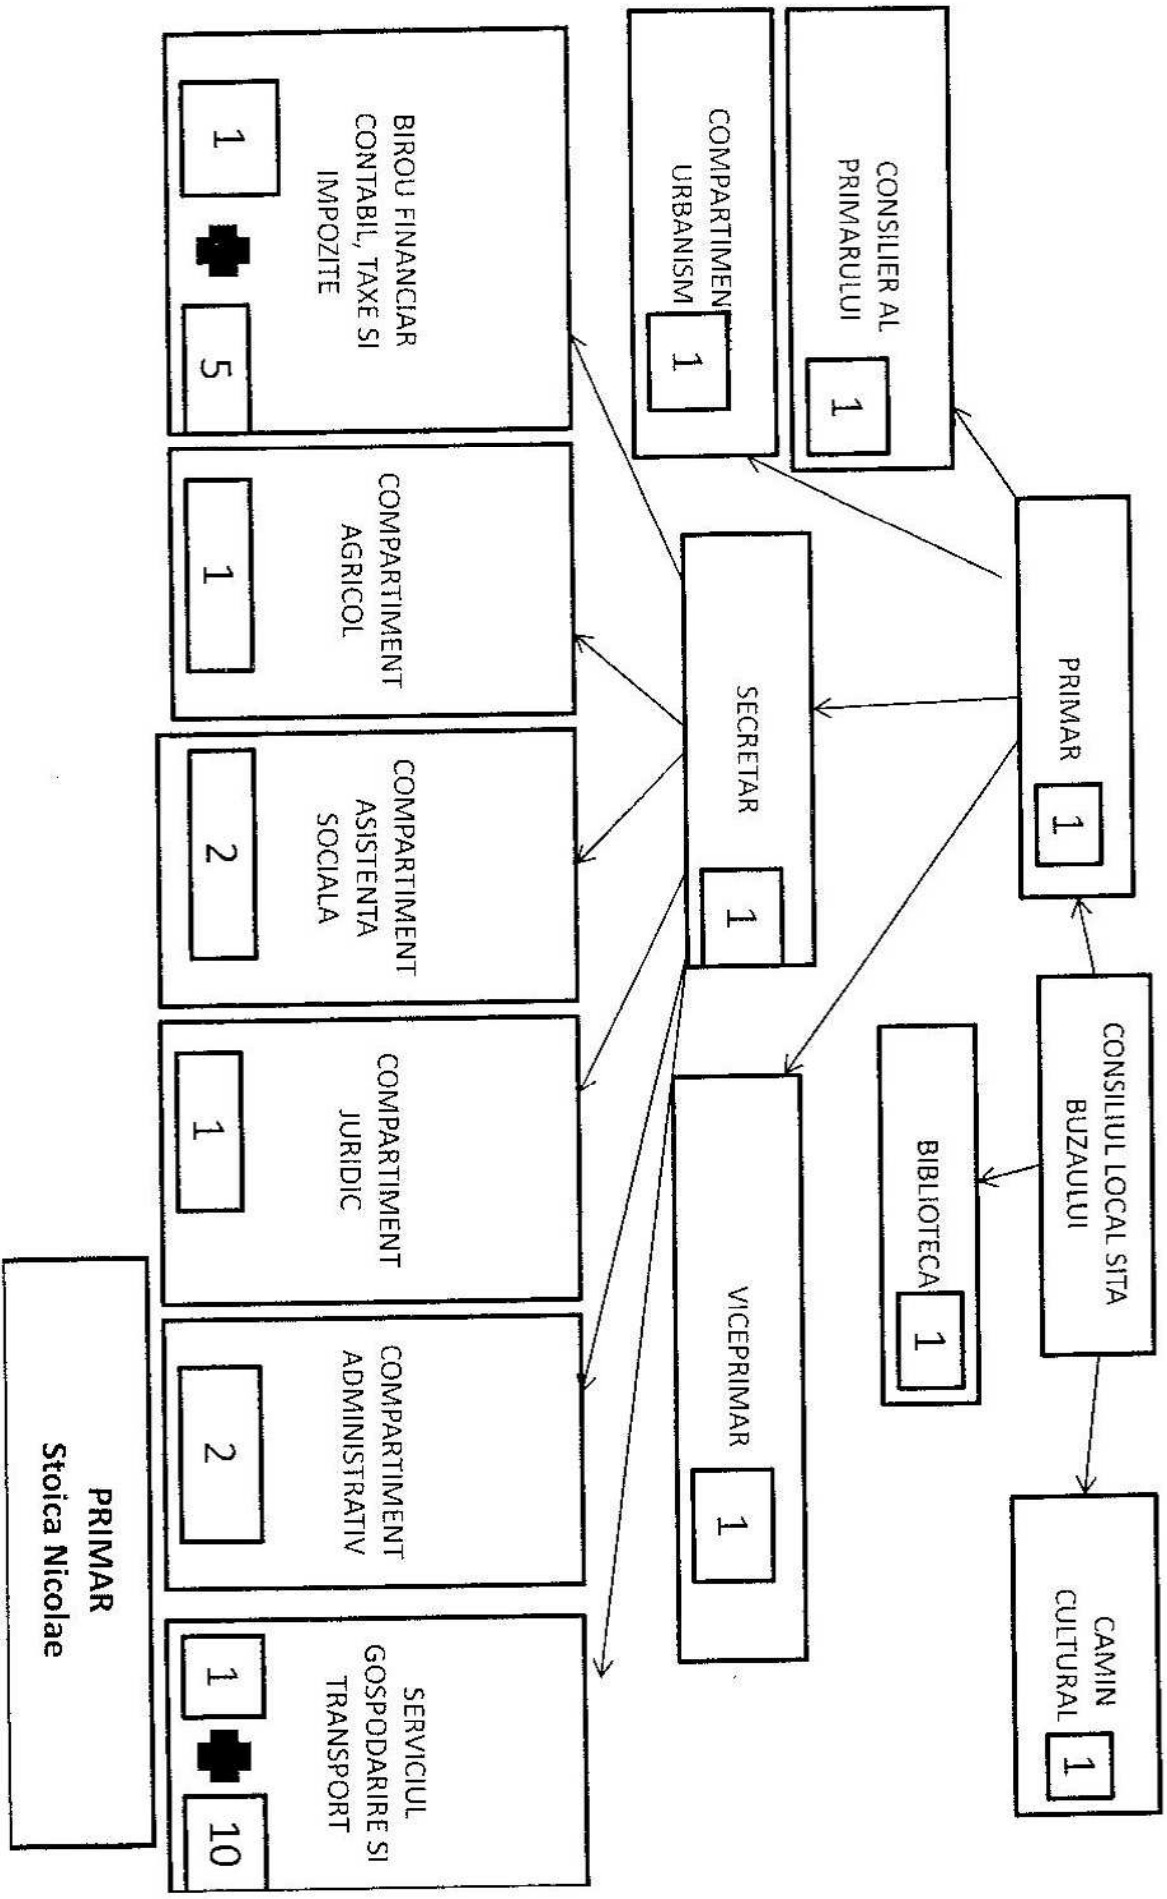 CONSILIUL LOCAL SITA
BUZAULUI
CAMIN
CULTURAL
1
PRIMAR
1
BIBLIOTECA
1
CONSILIER AL
PRIMARULUI
1
COMPARTIMEN
URBANISM
1
SECRETAR
1
VICEPRIMAR
1
BIROU FINANCIAR
CONTABIL, TAXE SI
IMPOZITE
1
5
COMPARTIMENT
AGRICOL
1
COMPARTIMENT
ASISTENTA
SOCIALA
2
COMPARTIMENT
JURIDIC
1
COMPARTIMENT
ADMINISTRATIV
2
SERVICIUL
GOSPODARIRE SI
TRANSPORT
1
10
PRIMAR
Stoica Nicolae